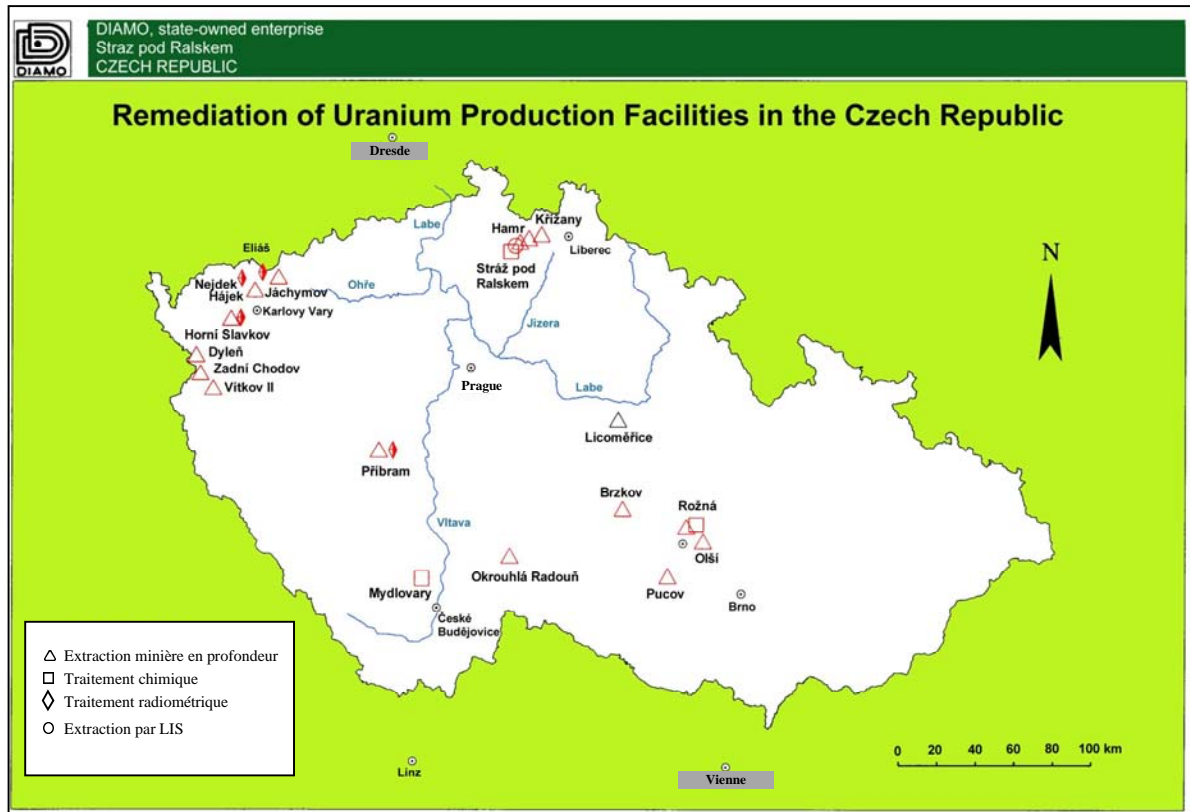 DIAMO, state-owned enterprise
Straz pod Ralskem
CZECH REPUBLIC
DIAMO
Remediation of Uranium Production Facilities in the Czech Republic
Dresde
Labe
Hamr
Křížany
Liberec
Stráž pod
Ralskem
Eliáš
Nejdek
Hájek
Jáchymov
Ohře
Karlovy Vary
Horní Slavkov
Jizera
Dyleň
Zadní Chodov
Vítkov II
Prague
Labe
Licoměřice
Příbram
Brzkov
Rožná
Vltava
Olší
Okrouhlá Radouň
Pucov
Mydlovary
Brno
České
Budějovice
N
Extraction minière en profondeur
Traitement chimique
Traitement radiométrique
Extraction par LIS
0 20 40 60 80 100 km
Linz
Vienne